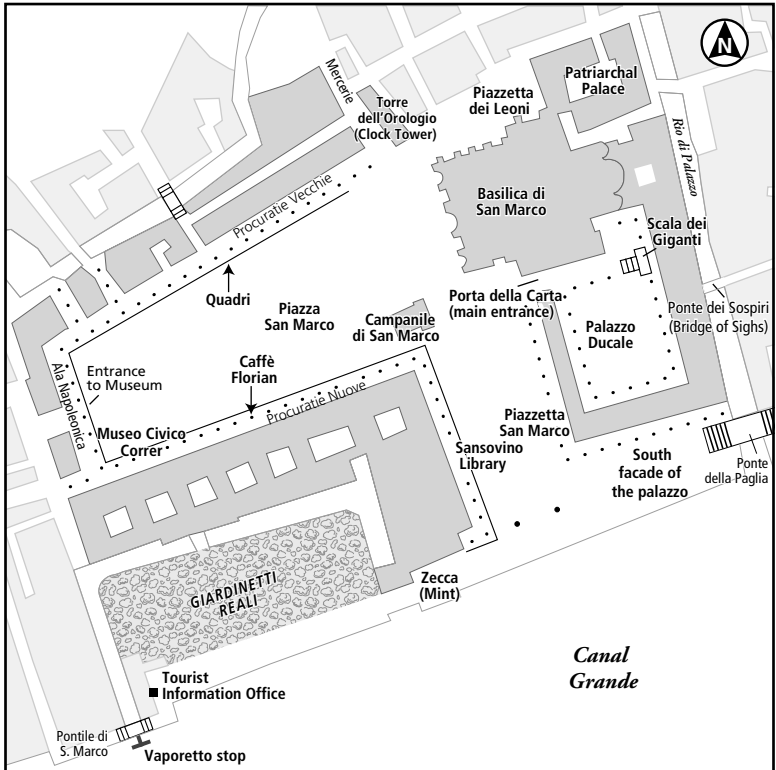 N
Mercerie
Torre
dell'Orologio
(Clock Tower)
Piazzetta
dei Leoni
Patriarchal
Palace
Rio di Palazzo
Procuratie Vecchie
Basilica di
San Marco
Scala dei
Giganti
Quadri
Piazza
San Marco
Campanile
di San Marco
Porta della Carta
(main entrance)
Palazzo
Ducale
Ponte dei Sospiri
(Bridge of Sighs)
Ala Napoleonica
Entrance
to Museum
Caffè
Florian
Procuratie Nuove
Museo Civico
Correr
Sansovino
Library
Piazzetta
San Marco
South
facade of
the palazzo
Ponte
della Paglia
GIARDINETTI
REALI
Zecca
(Mint)
Canal
Grande
Tourist
Information Office
Pontile di
S. Marco
Vaporetto stop